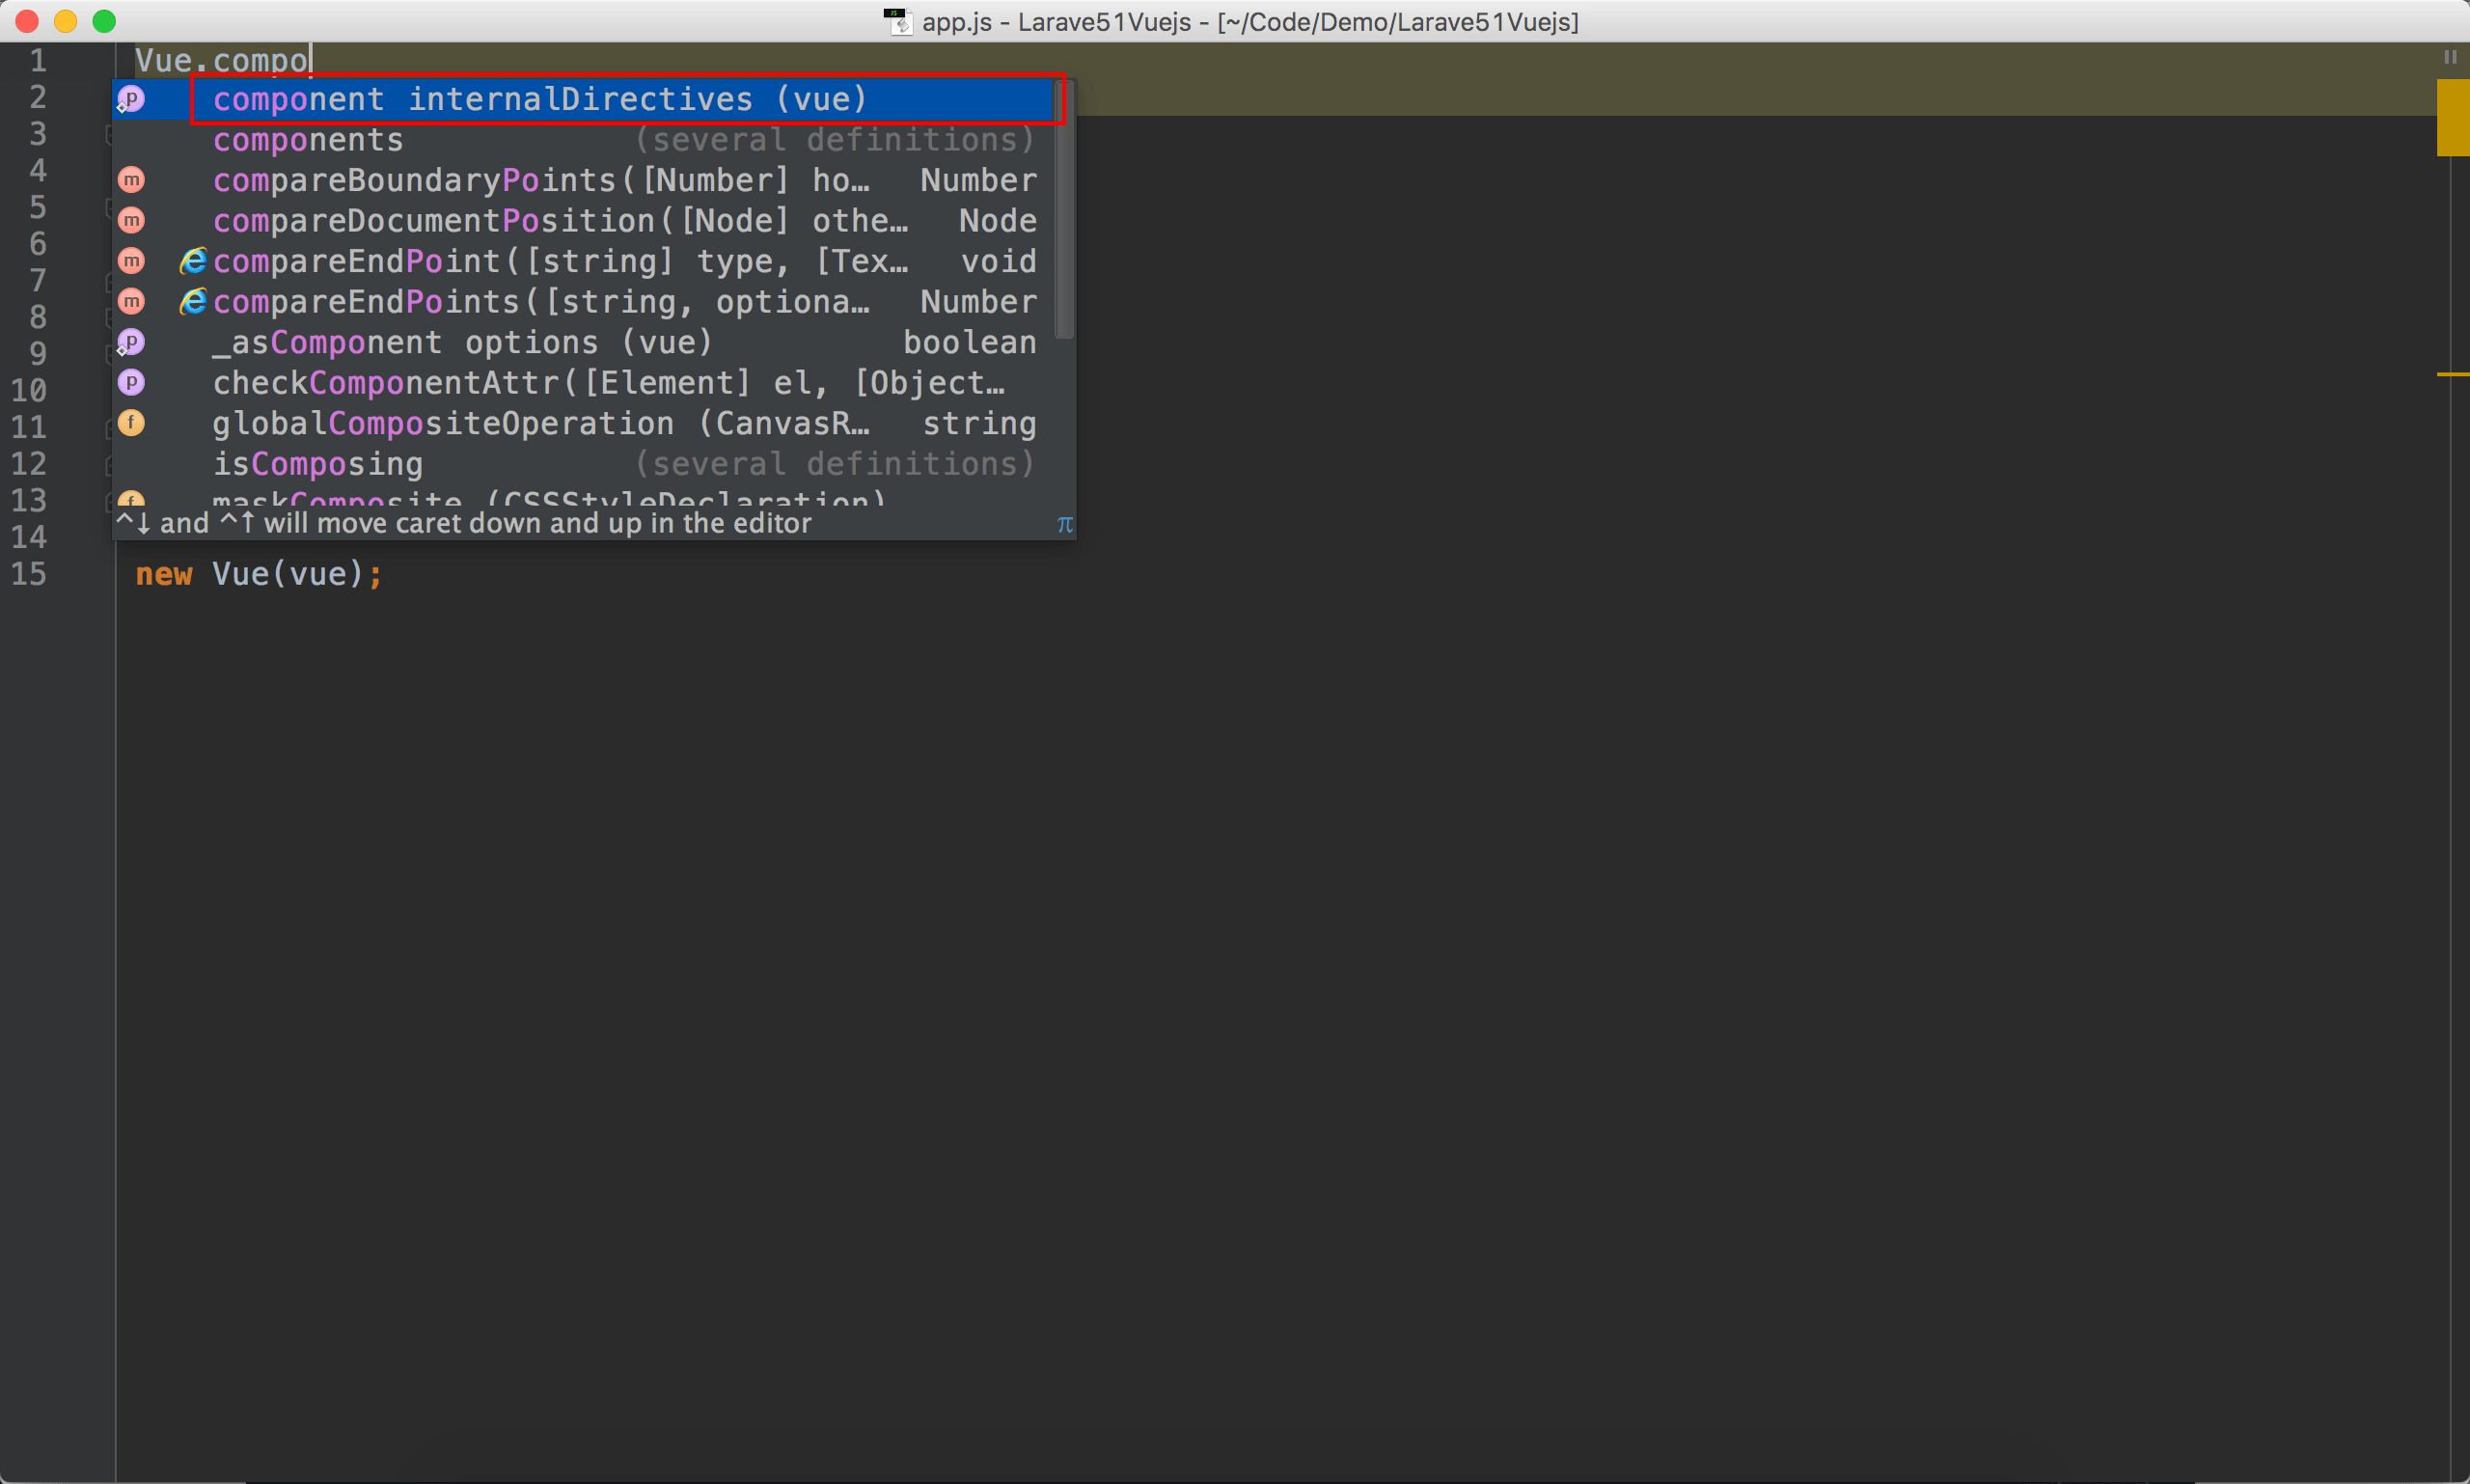 app.js - Larave51Vuejs - [~/Code/Demo/Larave51Vuejs]
1 Vue.compo
2 p component internalDirectives (vue)
3 components (several definitions)
4 m compareBoundaryPoints([Number] ho… Number
5 m compareDocumentPosition([Node] othe… Node
6 m compareEndPoint([string] type, [Tex… void
7 m compareEndPoints([string, optiona… Number
8 p _asComponent options (vue) boolean
9 p checkComponentAttr([Element] el, [Object…
10 f globalCompositeOperation (CanvasR… string
11 isComposing (several definitions)
12 f maskComposite (CSSStyleDeclaration)
13 ^↓ and ^↑ will move caret down and up in the editor π
14
15 new Vue(vue);